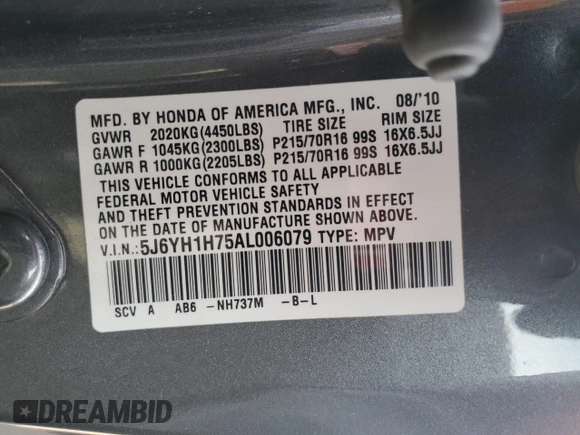 MFD. BY HONDA OF AMERICA MFG., INC. 08/'10
GVWR 2020KG(4450LBS) TIRE SIZE RIM SIZE
GAWR F 1045KG(2300LBS) P215/70R16 99S 16X6.5JJ
GAWR R 1000KG(2205LBS) P215/70R16 99S 16X6.5JJ
THIS VEHICLE CONFORMS TO ALL APPLICABLE
FEDERAL MOTOR VEHICLE SAFETY
AND THEFT PREVENTION STANDARDS IN EFFECT
ON THE DATE OF MANUFACTURE SHOWN ABOVE.
V.I.N.: 5J6YH1H75AL006079 TYPE: MPV
SCV A AB6 -NH737M -B-L
DREAMBID